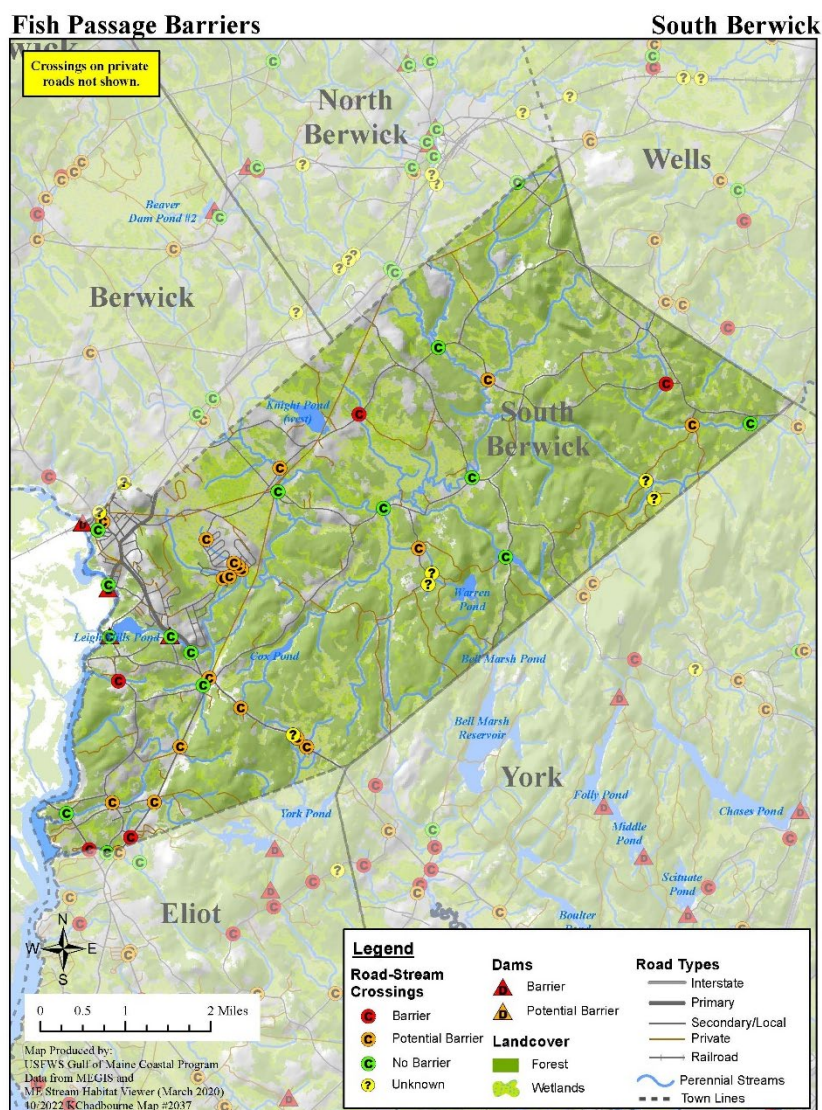 Fish Passage Barriers
South Berwick
wick
Crossings on private
roads not shown.
North
Berwick
Wells
Beaver
Dam Pond #2
Berwick
Knight Pond
(west)
South
Berwick
Warren
Pond
Leigh Mills Pond
Cox Pond
Bell Marsh Pond
Bell Marsh
Reservoir
York
Folly Pond
Chases Pond
York Pond
Middle
Pond
Scituate
Pond
Eliot
Boulter
Pond
N
W E
S
0 0.5 1 2 Miles
Map Produced by:
USFWS Gulf of Maine Coastal Program
Data from MEGIS and
ME Stream Habitat Viewer (March 2020)
10/2022 KChadbourne Map #2037
Legend
Road-Stream
Crossings
C Barrier
C Potential Barrier
C No Barrier
? Unknown
Dams
D Barrier
D Potential Barrier
Landcover
Forest
Wetlands
Road Types
Interstate
Primary
Secondary/Local
Private
Railroad
Perennial Streams
Town Lines